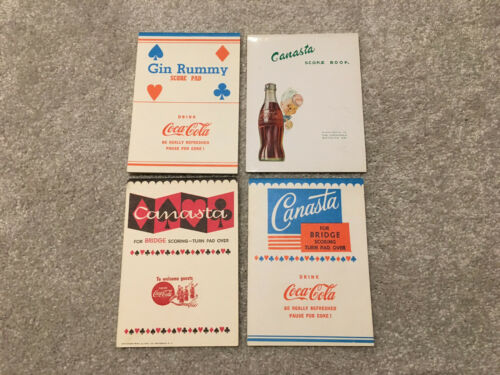 Gin Rummy
SCORE PAD
DRINK
Coca-Cola
BE REALLY REFRESHED
PAUSE FOR COKE!
Canasta
SCORE BOOK
Canasta
FOR BRIDGE SCORING-TURN PAD OVER
To welcome guests
Coca-Cola
Canasta
FOR
BRIDGE
SCORING
TURN PAD OVER
DRINK
Coca-Cola
BE REALLY REFRESHED
PAUSE FOR COKE!